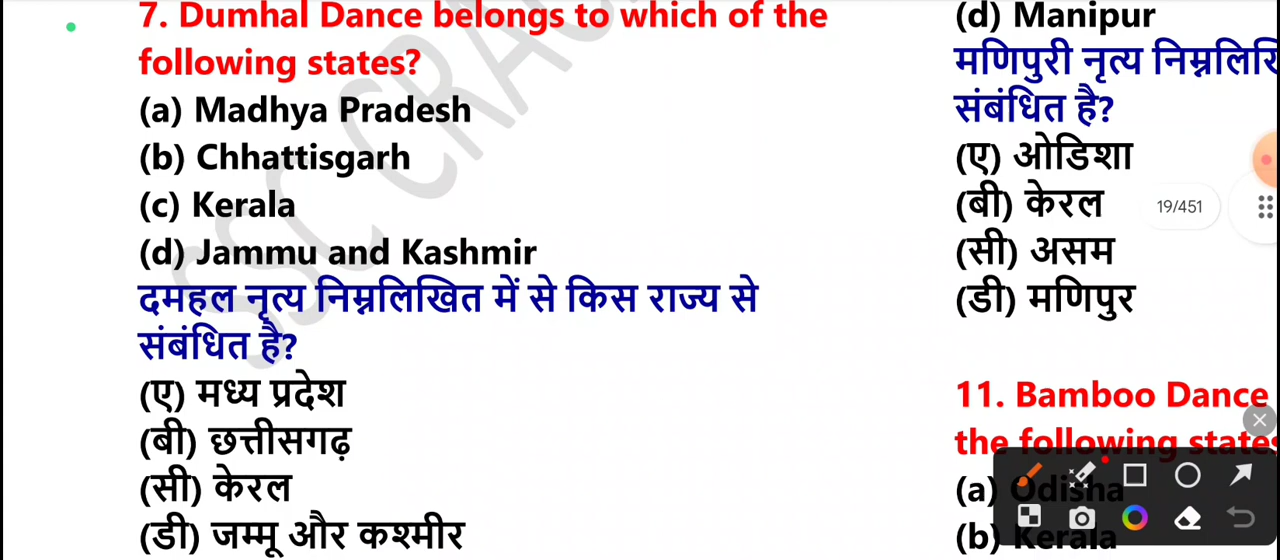 7. Dumhal Dance belongs to which of the
following states?
(a) Madhya Pradesh
(b) Chhattisgarh
(c) Kerala
(d) Jammu and Kashmir
दमहल नृत्य निम्नलिखित में से किस राज्य से
संबंधित है?
(ए) मध्य प्रदेश
(बी) छत्तीसगढ़
(सी) केरल
(डी) जम्मू और कश्मीर
(d) Manipur
मणिपुरी नृत्य
संबंधित है?
(ए) ओडिशा
(बी) केरल
(सी) असम
(डी) मणिपुर
11. Bamboo Dance
the following
(a) Odisha
(b) Kerala
19/451
SSC CRAC